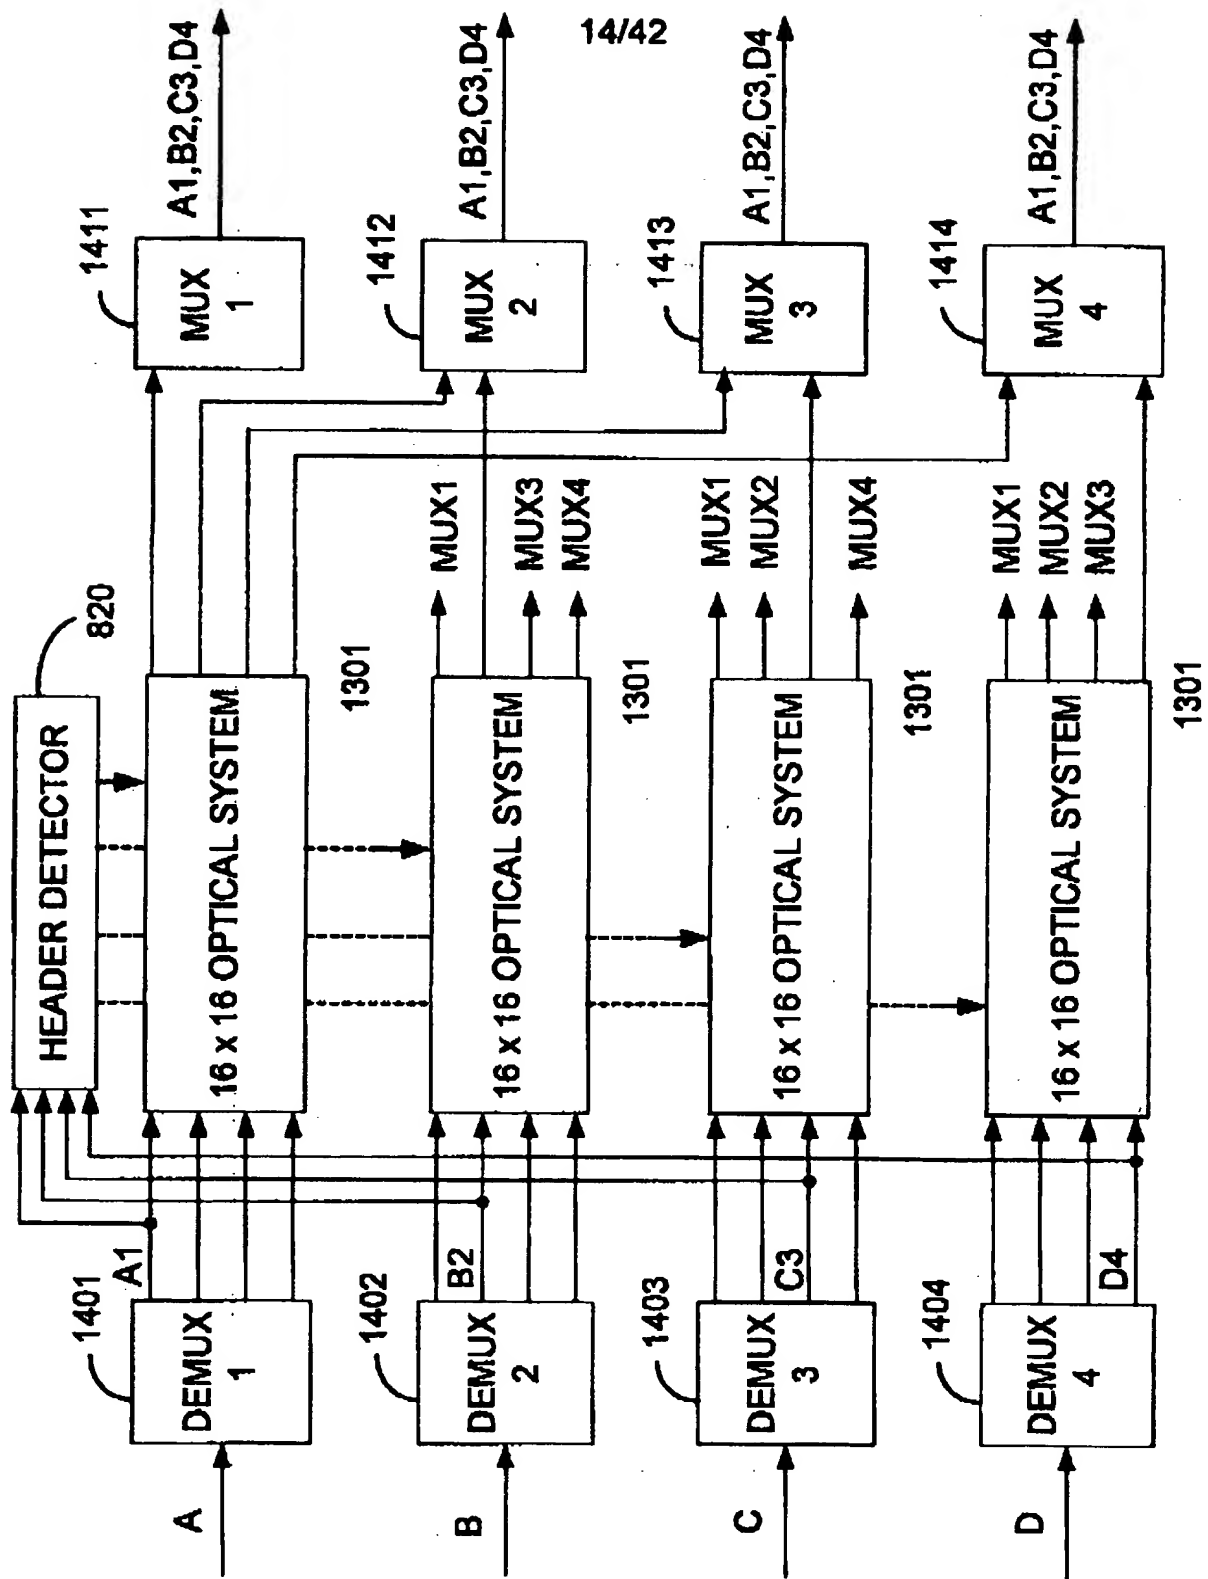 14/42
820
HEADER DETECTOR
A
1401
DEMUX
1
A1
16 x 16 OPTICAL SYSTEM
1301
1411
MUX
1
A1,B2,C3,D4
B
1402
DEMUX
2
B2
16 x 16 OPTICAL SYSTEM
1301
MUX1
MUX3
MUX4
1412
MUX
2
A1,B2,C3,D4
C
1403
DEMUX
3
C3
16 x 16 OPTICAL SYSTEM
1301
MUX1
MUX2
MUX4
1413
MUX
3
A1,B2,C3,D4
D
1404
DEMUX
4
D4
16 x 16 OPTICAL SYSTEM
1301
MUX1
MUX2
MUX3
1414
MUX
4
A1,B2,C3,D4